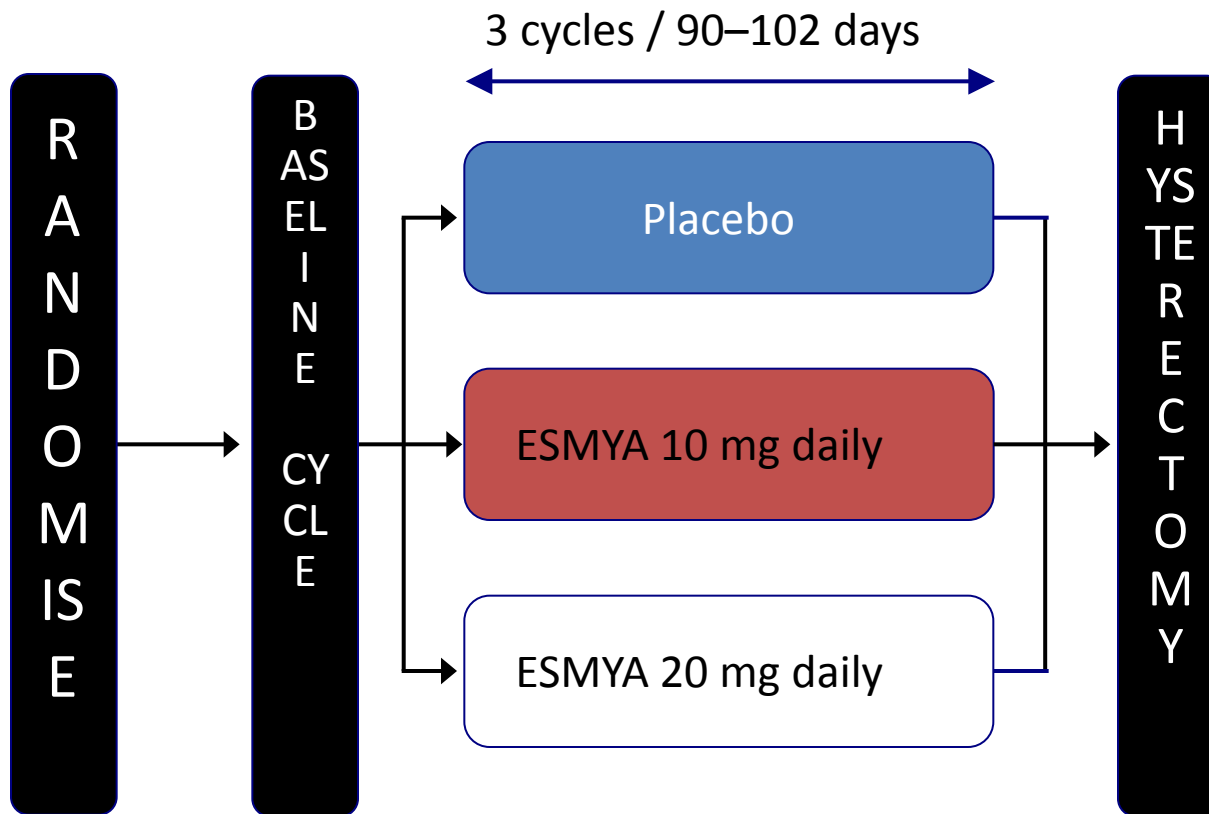 3 cycles / 90–102 days
R
A
N
D
O
M
IS
E
B
AS
EL
I
N
E
CY
CL
E
Placebo
ESMYA 10 mg daily
ESMYA 20 mg daily
H
YS
TE
R
E
C
T
O
M
Y